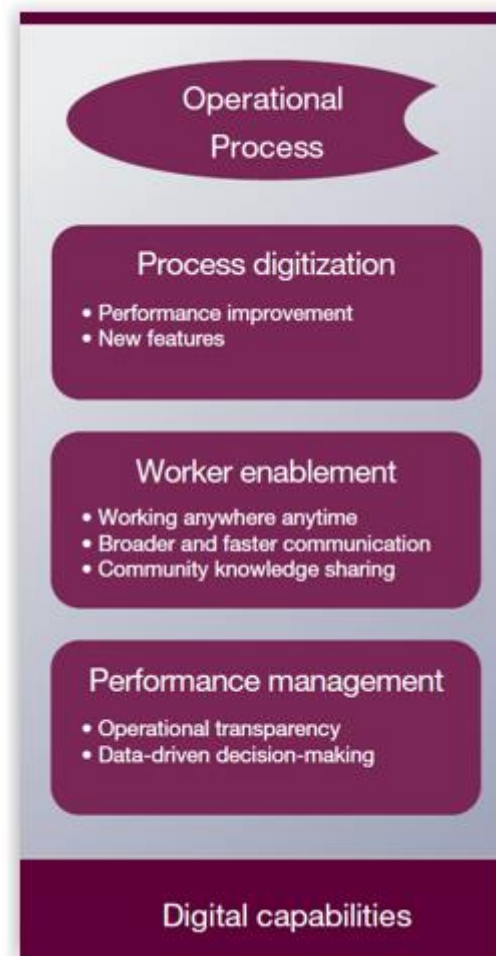 Operational
Process
Process digitization
• Performance improvement
• New features
Worker enablement
• Working anywhere anytime
• Broader and faster communication
• Community knowledge sharing
Performance management
• Operational transparency
• Data-driven decision-making
Digital capabilities